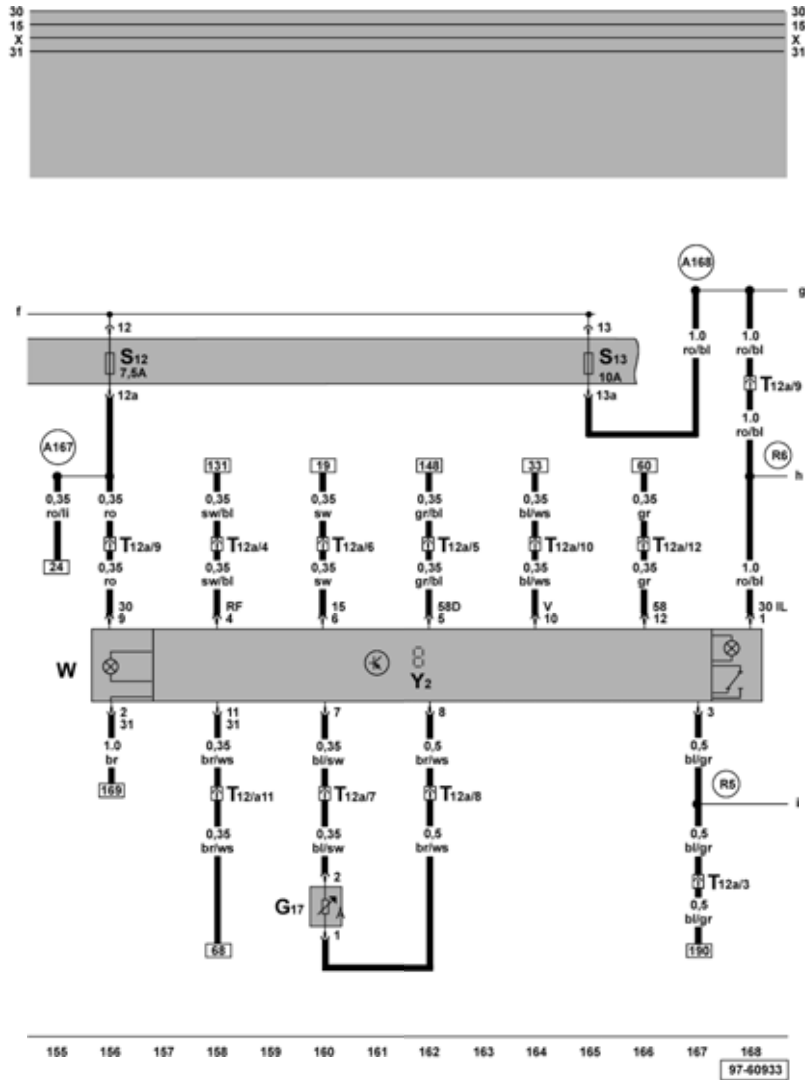 30 30
15 15
X X
31 31
A168
f g
12 13
S12 S13
7,5A 10A
12a 13a
1.0 1.0
ro/bl ro/bl
T12a/9
1.0
ro/bl
A167 R6
131 19 148 33 60 h
0,35 0,35 0,35 0,35 0,35 0,35 0,35
ro/li ro sw/bl sw gr/bl bl/ws gr
T12a/9 T12a/4 T12a/6 T12a/5 T12a/10 T12a/12
24 0,35 0,35 0,35 0,35 0,35 0,35 1.0
ro sw/bl sw gr/bl bl/ws gr ro/bl
30 RF 15 58D V 58 30 IL
9 4 6 5 10 12 1
W Y2
2 11 7 8 3
31 31
1.0 0,35 0,35 0,5 0,5
br br/ws bl/sw br/ws bl/gr
169 T12/a11 T12a/7 T12a/8 R5
i
0,35 0,35 0,5 0,5
br/ws bl/sw br/ws bl/gr
2 T12a/3
G17 A
1 0,5
bl/gr
68 190
155 156 157 158 159 160 161 162 163 164 165 166 167 168
97-60933